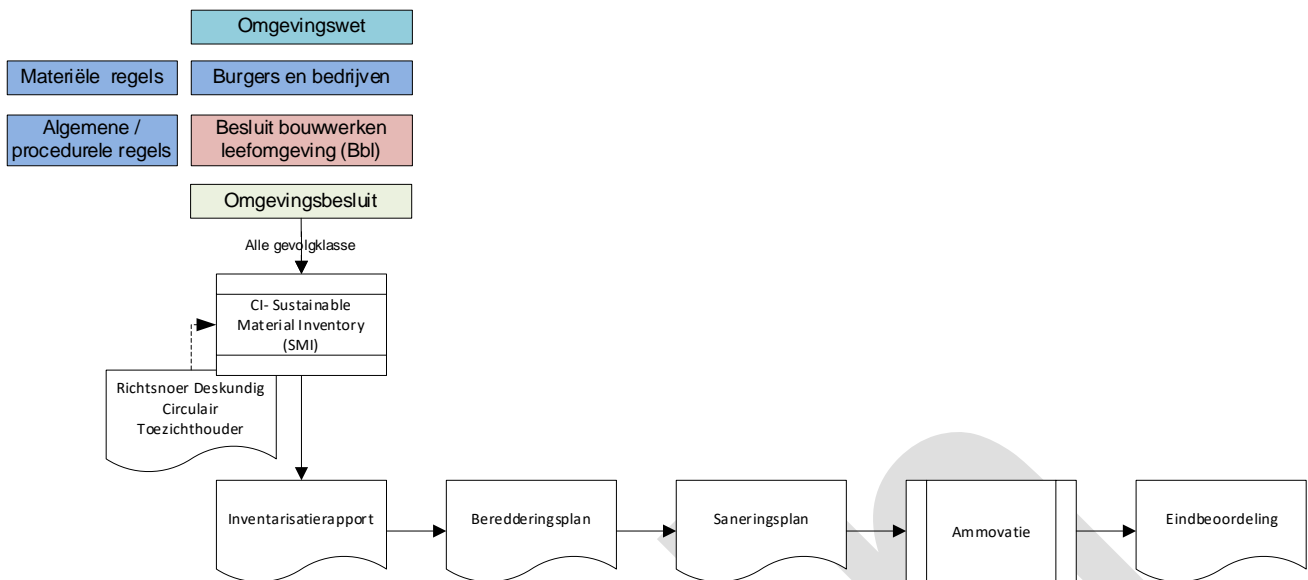 Omgevingswet
Materiële regels
Burgers en bedrijven
Algemene /
procedurele regels
Besluit bouwwerken
leefomgeving (Bbl)
Omgevingsbesluit
Alle gevolgklasse
CI- Sustainable
Material Inventory
(SMI)
Richtsnoer Deskundig
Circulair
Toezichthouder
Inventarisatierapport
Beredderingsplan
Saneringsplan
Ammovatie
Eindbeoordeling